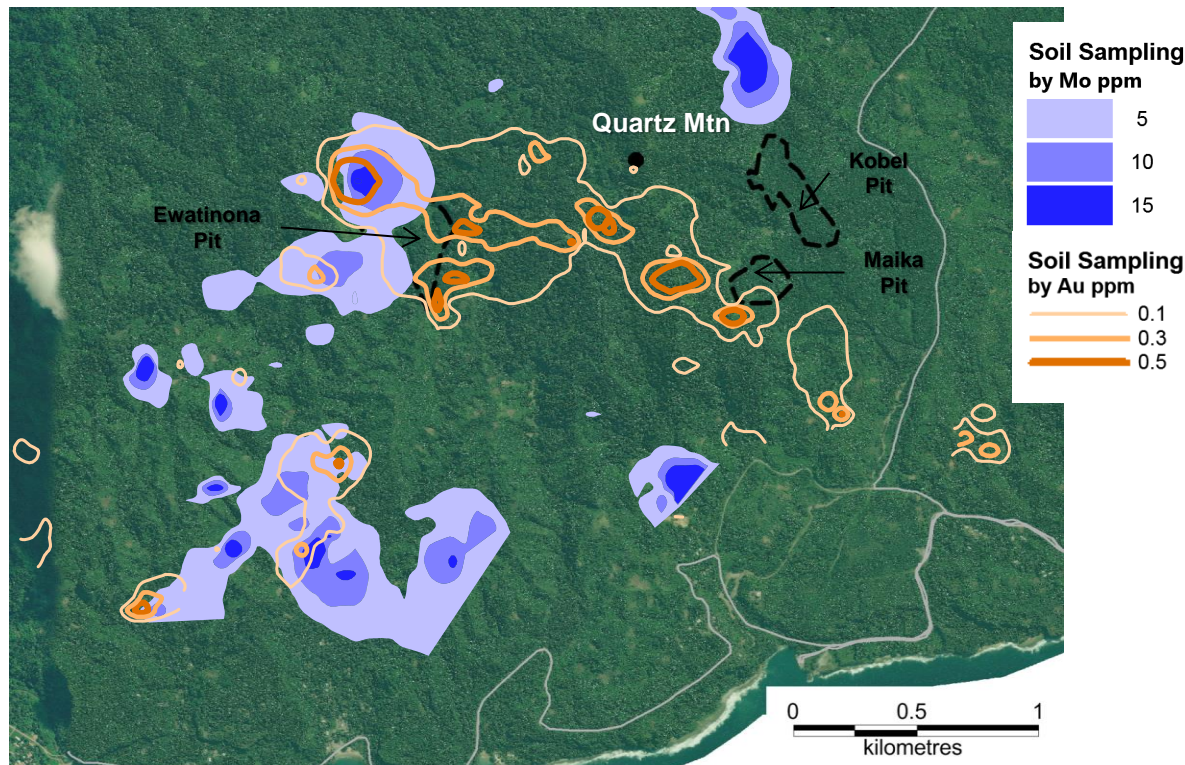 Quartz Mtn
Kobel
Pit
Ewatinona
Pit
Maika
Pit
Soil Sampling
by Mo ppm
5
10
15
Soil Sampling
by Au ppm
0.1
0.3
0.5
0 0.5 1
kilometres